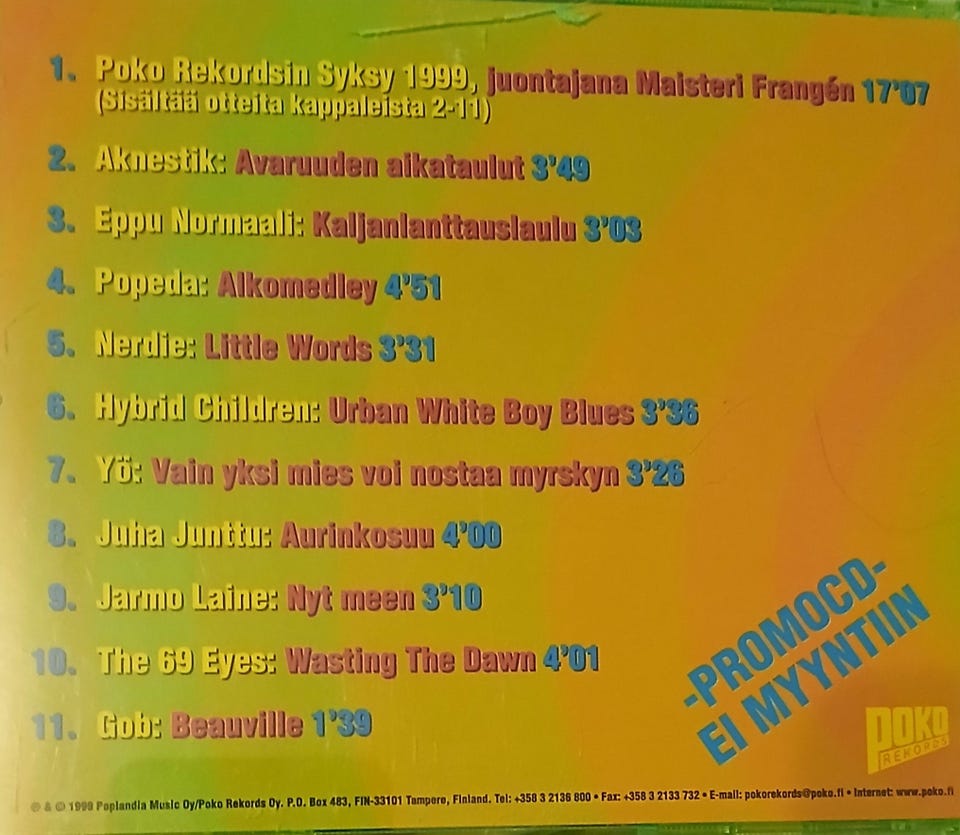 1. Poko Rekordsin Syksy 1999, juontajana Maisteri Frangén 17'07
(Sisältää otteita kappaleista 2-11)
2. Aknestik: Avaruuden aikataulut 3'49
3. Eppu Normaali: Kaljanlanttauslaulu 3'03
4. Popeda: Alkomedley 4'51
5. Nerdie: Little Words 3'31
6. Hybrid Children: Urban White Boy Blues 3'36
7. Yö: Vain yksi mies voi nostaa myrskyn 3'26
8. Juha Junttu: Aurinkosuu 4'00
9. Jarmo Laine: Nyt meen 3'10
10. The 69 Eyes: Wasting The Dawn 4'01
11. Gob: Beauville 1'39
-PROMOCD-
EI MYYNTIIN
POKO
REKORDS
℗ & © 1999 Poplandia Music Oy/Poko Rekords Oy. P.O. Box 483, FIN-33101 Tampere, Finland. Tel: +358 3 2136 800 • Fax: +358 3 2133 732 • E-mail: pokorekords@poko.fi • Internet: www.poko.fi